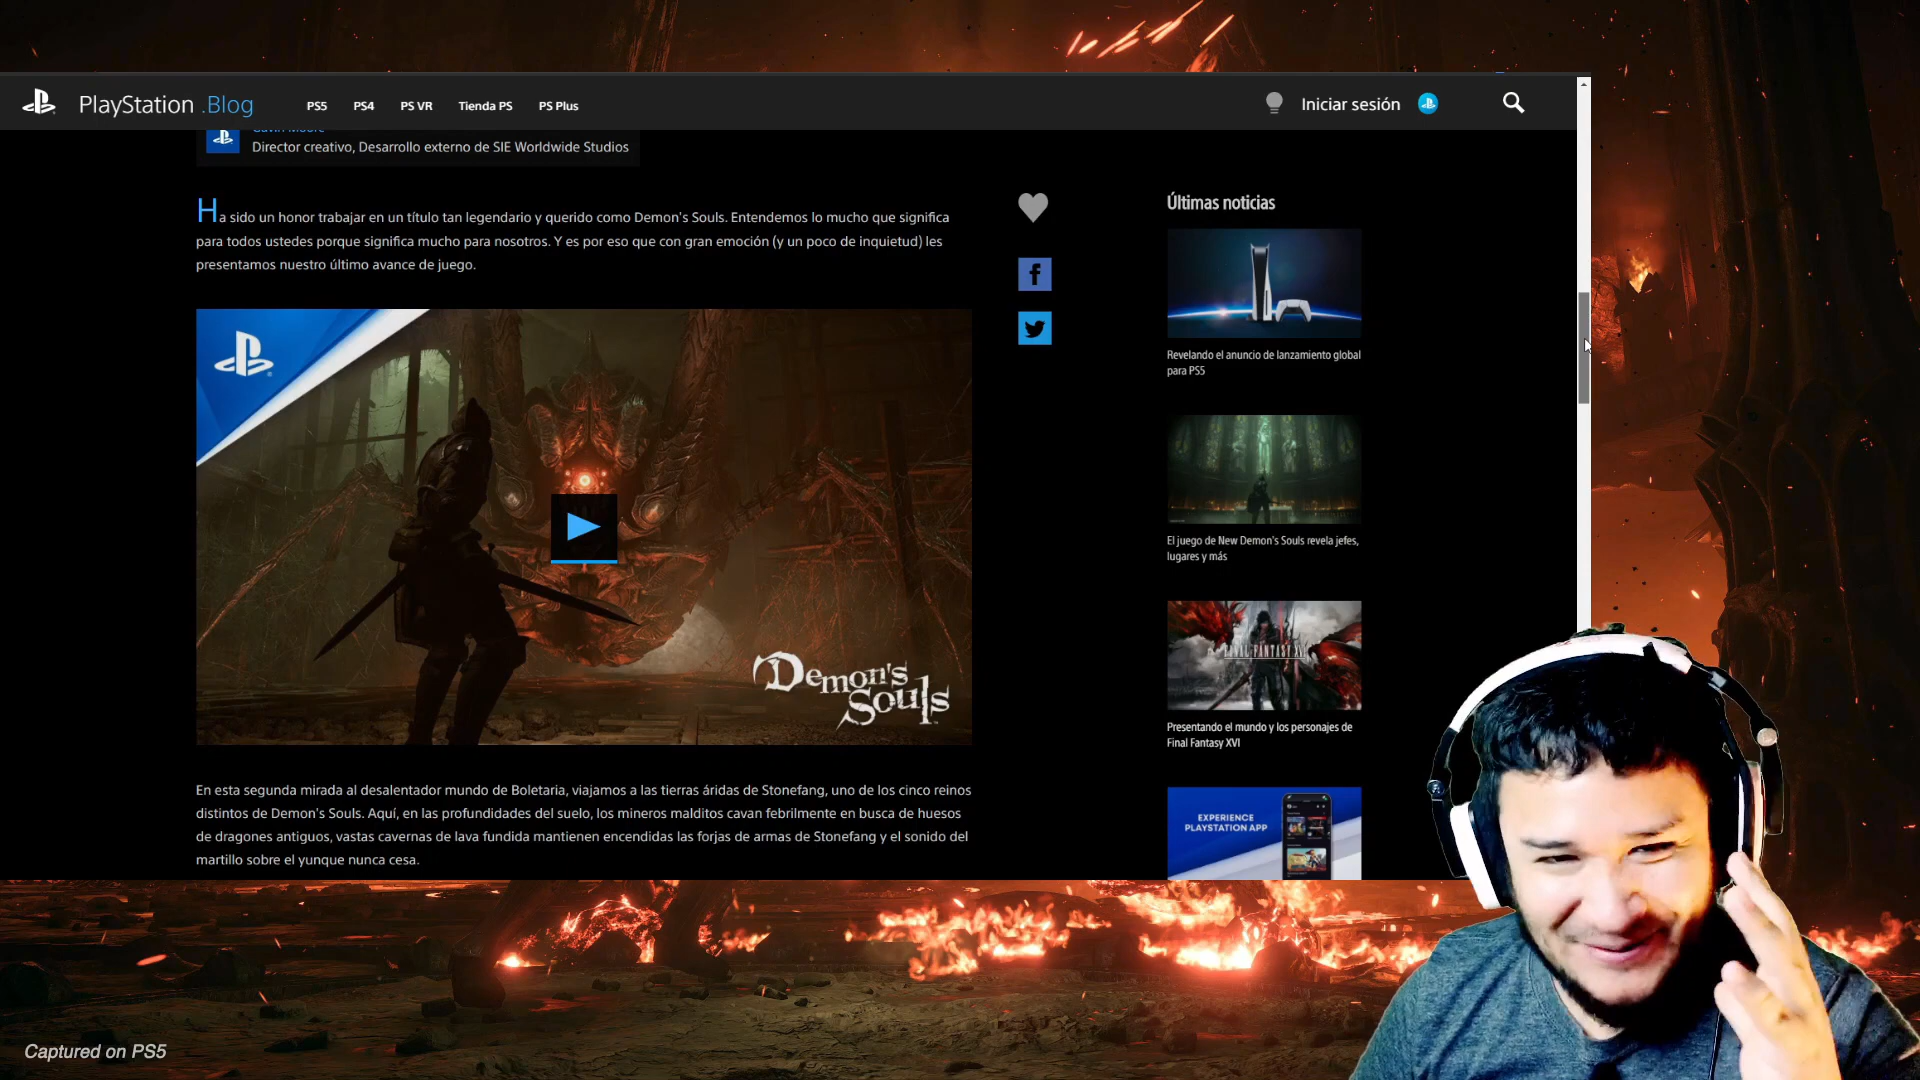 PlayStation .Blog
PS5 PS4 PS VR Tienda PS PS Plus
Iniciar sesión
Gavin Moore
Director creativo, Desarrollo externo de SIE Worldwide Studios
Ha sido un honor trabajar en un título tan legendario y querido como Demon's Souls. Entendemos lo mucho que significa
para todos ustedes porque significa mucho para nosotros. Y es por eso que con gran emoción (y un poco de inquietud) les
presentamos nuestro último avance de juego.
Demon's
Souls
En esta segunda mirada al desalentador mundo de Boletaria, viajamos a las tierras áridas de Stonefang, uno de los cinco reinos
distintos de Demon's Souls. Aquí, en las profundidades del suelo, los mineros malditos cavan febrilmente en busca de huesos
de dragones antiguos, vastas cavernas de lava fundida mantienen encendidas las forjas de armas de Stonefang y el sonido del
martillo sobre el yunque nunca cesa.
Últimas noticias
Revelando el anuncio de lanzamiento global
para PS5
El juego de New Demon's Souls revela jefes,
lugares y más
FINAL FANTASY XVI
Presentando el mundo y los personajes de
Final Fantasy XVI
EXPERIENCE
PLAYSTATION APP
Captured on PS5